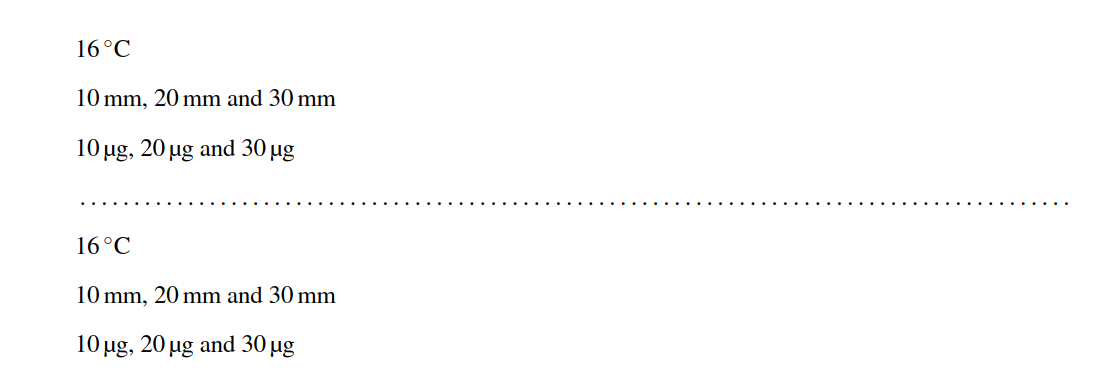 16 °C
10 mm, 20 mm and 30 mm
10 µg, 20 µg and 30 µg
..........................................................................................
16 °C
10 mm, 20 mm and 30 mm
10 µg, 20 µg and 30 µg